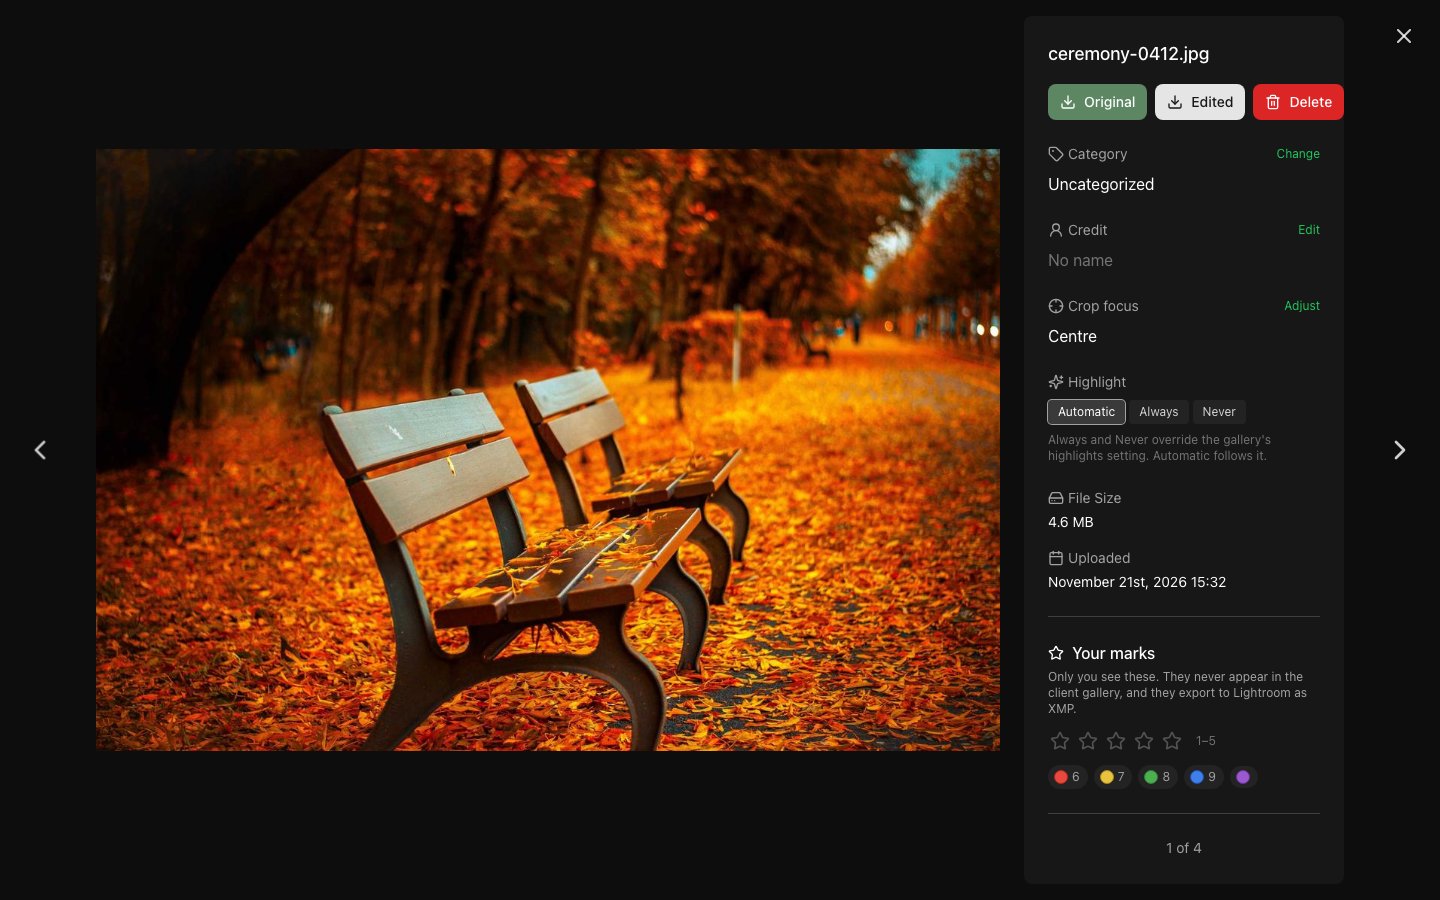 ceremony-0412.jpg
Original
Edited
Delete
Category
Change
Uncategorized
Credit
Edit
No name
Crop focus
Adjust
Centre
Highlight
Automatic
Always
Never
Always and Never override the gallery's
highlights setting. Automatic follows it.
File Size
4.6 MB
Uploaded
November 21st, 2026 15:32
Your marks
Only you see these. They never appear in the
client gallery, and they export to Lightroom as
XMP.
1–5
6
7
8
9
1 of 4